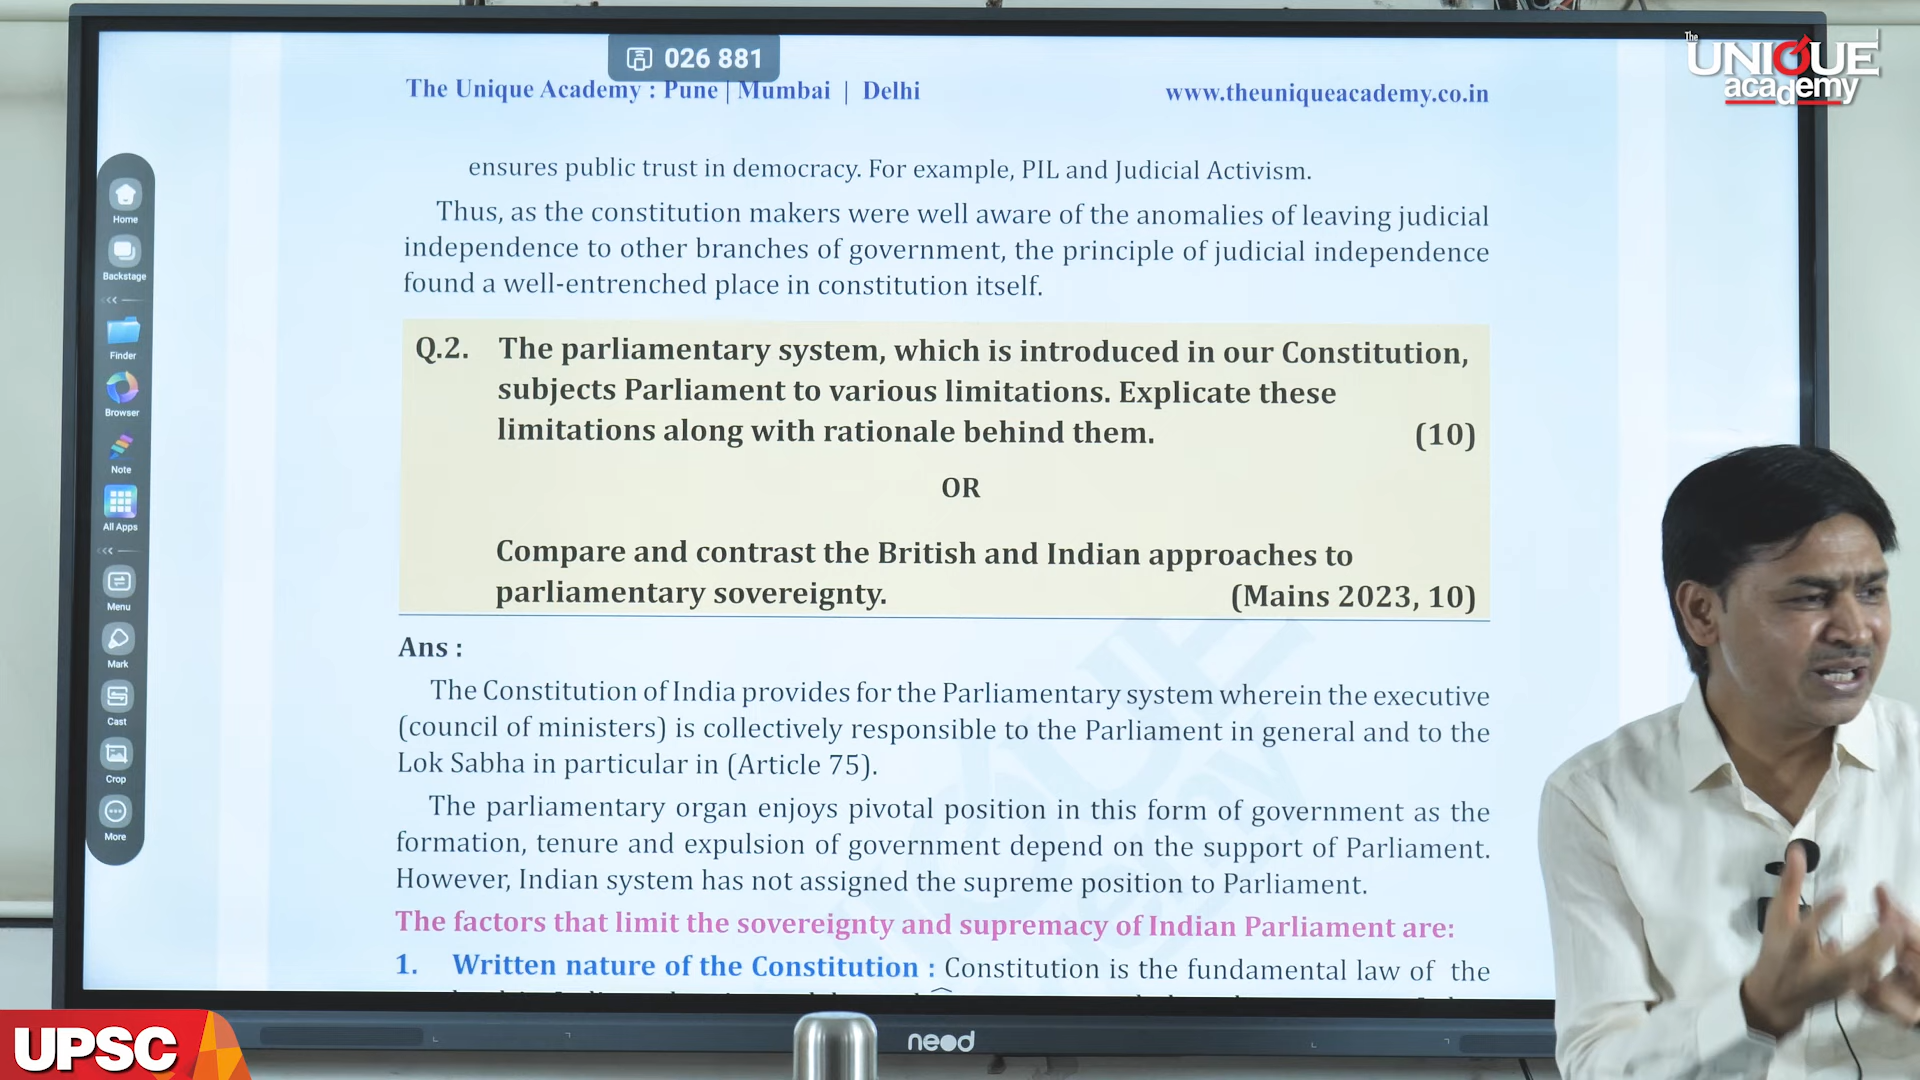 026 881
The UNIQUE
academy
The Unique Academy : Pune | Mumbai | Delhi
www.theuniqueacademy.co.in
ensures public trust in democracy. For example, PIL and Judicial Activism.
Thus, as the constitution makers were well aware of the anomalies of leaving judicial
independence to other branches of government, the principle of judicial independence
found a well-entrenched place in constitution itself.
Q.2. The parliamentary system, which is introduced in our Constitution,
subjects Parliament to various limitations. Explicate these
limitations along with rationale behind them. (10)
OR
Compare and contrast the British and Indian approaches to
parliamentary sovereignty. (Mains 2023, 10)
Ans :
The Constitution of India provides for the Parliamentary system wherein the executive
(council of ministers) is collectively responsible to the Parliament in general and to the
Lok Sabha in particular in (Article 75).
The parliamentary organ enjoys pivotal position in this form of government as the
formation, tenure and expulsion of government depend on the support of Parliament.
However, Indian system has not assigned the supreme position to Parliament.
The factors that limit the sovereignty and supremacy of Indian Parliament are:
1. Written nature of the Constitution : Constitution is the fundamental law of the
Home
Backstage
Finder
Browser
Note
All Apps
Menu
Mark
Cast
Crop
More
UPSC
neod